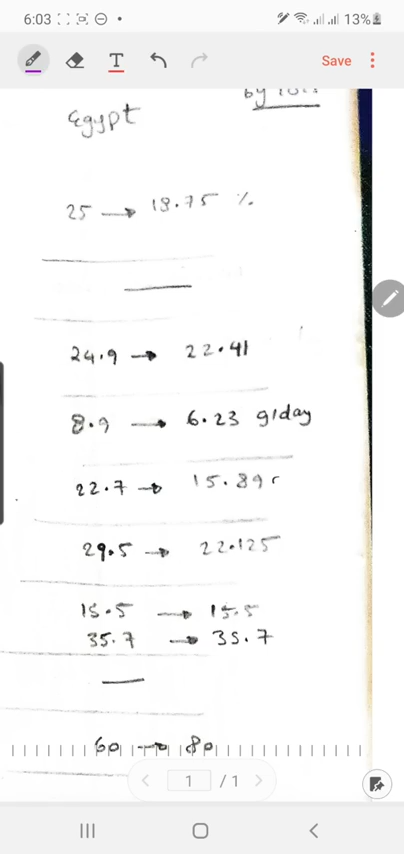 6:03
13%
T
Save
by
Egypt
25 → 18.75 %
24.9 → 22.41
8.9 → 6.23 g/day
22.7 → 15.89
29.5 → 22.125
15.5 → 15.5
35.7 → 35.7
60 → 80
1 / 1